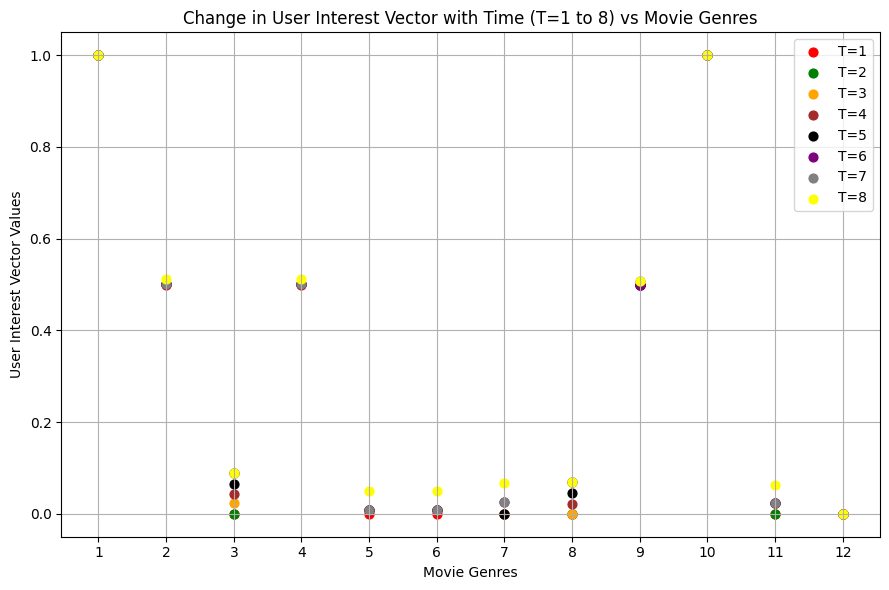 Change in User Interest Vector with Time (T=1 to 8) vs Movie Genres
User Interest Vector Values
1.0
0.8
0.6
0.4
0.2
0.0
T=1
T=2
T=3
T=4
T=5
T=6
T=7
T=8
1 2 3 4 5 6 7 8 9 10 11 12
Movie Genres